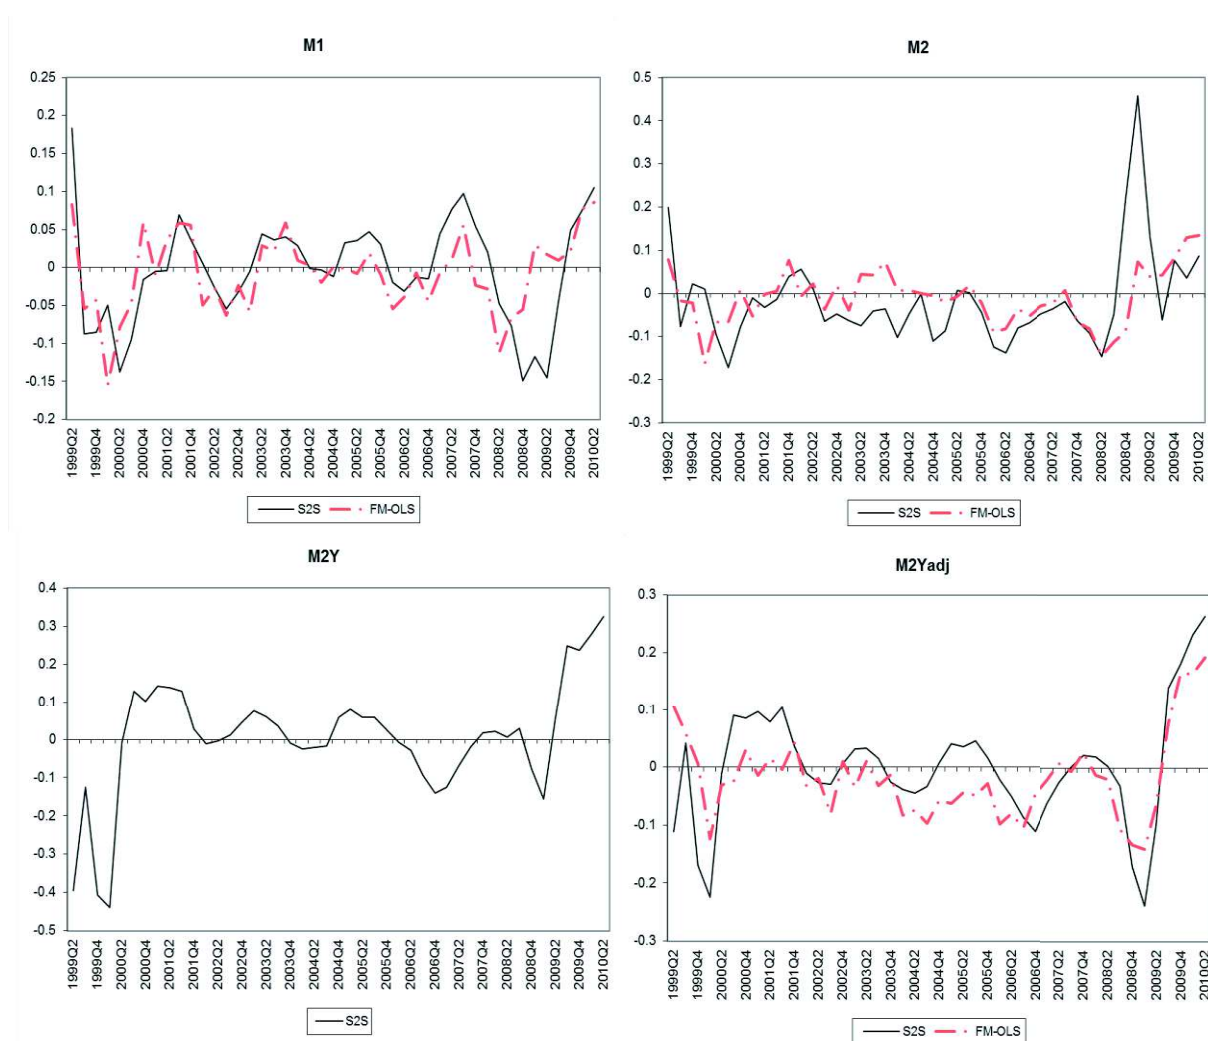 M1
0.25
0.2
0.15
0.1
0.05
0
-0.05
-0.1
-0.15
-0.2
1999Q2
1999Q4
2000Q2
2000Q4
2001Q2
2001Q4
2002Q2
2002Q4
2003Q2
2003Q4
2004Q2
2004Q4
2005Q2
2005Q4
2006Q2
2006Q4
2007Q2
2007Q4
2008Q2
2008Q4
2009Q2
2009Q4
2010Q2
S2S FM-OLS
M2
0.5
0.4
0.3
0.2
0.1
0
-0.1
-0.2
-0.3
1999Q2
1999Q4
2000Q2
2000Q4
2001Q2
2001Q4
2002Q2
2002Q4
2003Q2
2003Q4
2004Q2
2004Q4
2005Q2
2005Q4
2006Q2
2006Q4
2007Q2
2007Q4
2008Q2
2008Q4
2009Q2
2009Q4
2010Q2
S2S FM-OLS
M2Y
0.4
0.3
0.2
0.1
0
-0.1
-0.2
-0.3
-0.4
-0.5
1999Q2
1999Q4
2000Q2
2000Q4
2001Q2
2001Q4
2002Q2
2002Q4
2003Q2
2003Q4
2004Q2
2004Q4
2005Q2
2005Q4
2006Q2
2006Q4
2007Q2
2007Q4
2008Q2
2008Q4
2009Q2
2009Q4
2010Q2
S2S
M2Yadj
0.3
0.2
0.1
0
-0.1
-0.2
-0.3
1999Q2
1999Q4
2000Q2
2000Q4
2001Q2
2001Q4
2002Q2
2002Q4
2003Q2
2003Q4
2004Q2
2004Q4
2005Q2
2005Q4
2006Q2
2006Q4
2007Q2
2007Q4
2008Q2
2008Q4
2009Q2
2009Q4
2010Q2
S2S FM-OLS